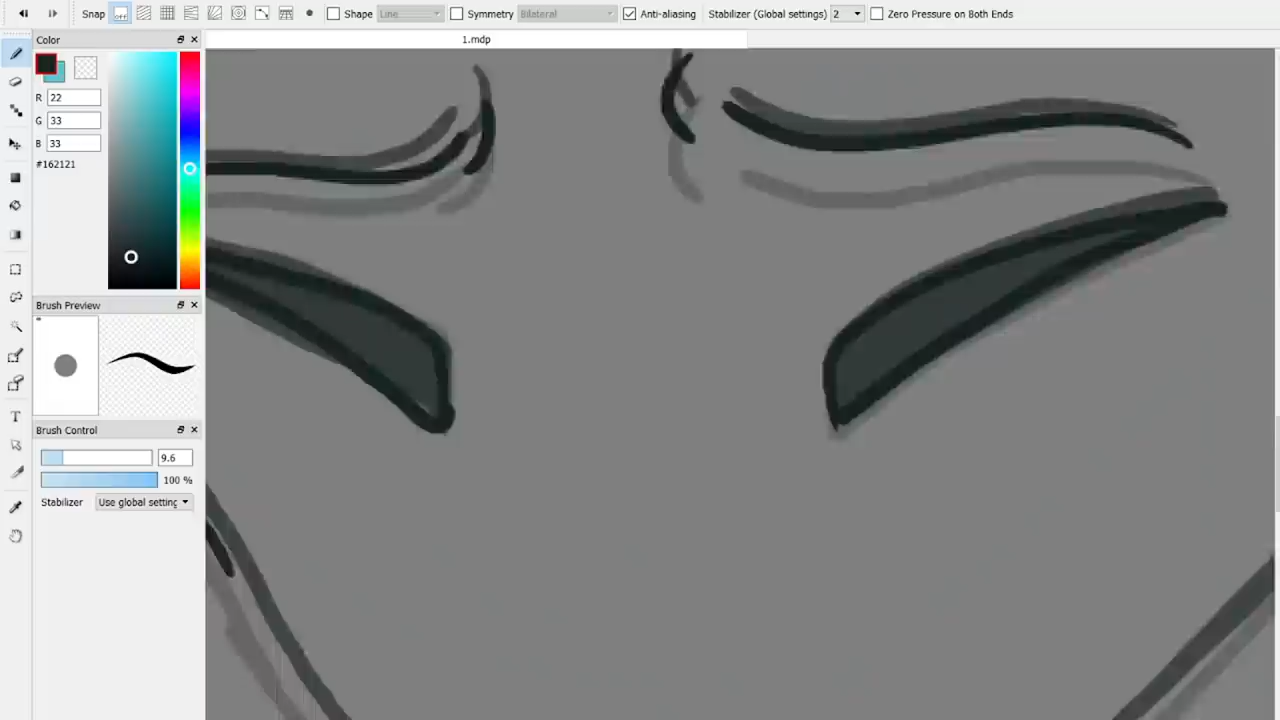 Snap off Shape Line Symmetry Bilateral Anti-aliasing Stabilizer (Global settings) 2 Zero Pressure on Both Ends
Color
1.mdp
R 22
G 33
B 33
#162121
Brush Preview
Brush Control
9.6
100 %
Stabilizer Use global setting
T